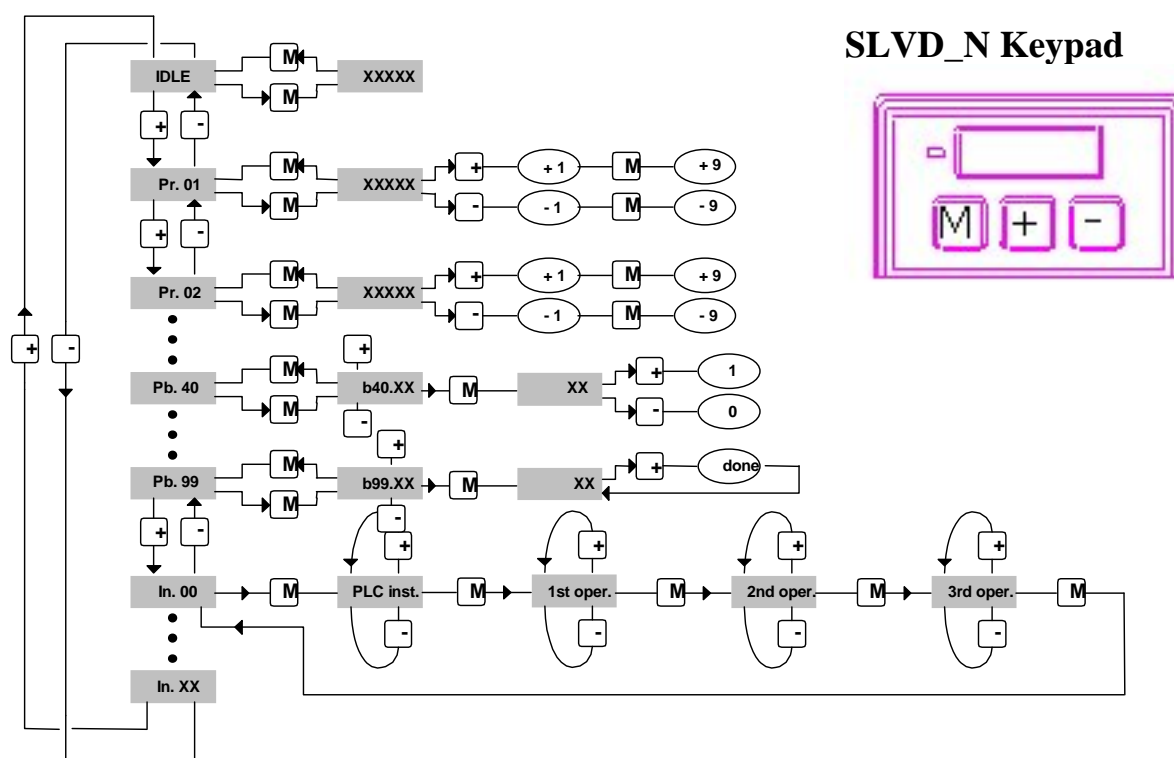 SLVD_N Keypad
M + -
M
IDLE XXXXX
M
+ -
M + + 1 M + 9
Pr. 01 XXXXX
M - - 1 M - 9
+ -
M + + 1 M + 9
Pr. 02 XXXXX
M - - 1 M - 9
+ -
+
M + 1
Pb. 40 b40.XX M XX
M - 0
-
+
M + done
Pb. 99 b99.XX M XX
M
-
+ - + + + +
In. 00 M PLC inst. M 1st oper. M 2nd oper. M 3rd oper. M
- - - -
In. XX